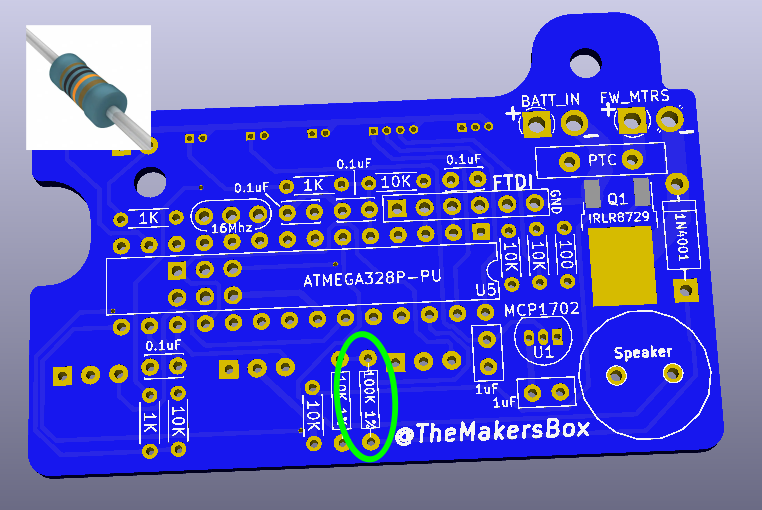 BATT_IN
FW_MTRS
+
+
-
-
PTC
0.1uF
0.1uF
1K
10K
FTDI
0.1uF
GND
Q1
IRLR8729
1N4001
1K
16Mhz
10K
10K
100
ATMEGA328P-PU
U5
MCP1702
U1
0.1uF
Speaker
1uF
1uF
1K
10K
10K
10K 1%
100K 1%
@TheMakersBox